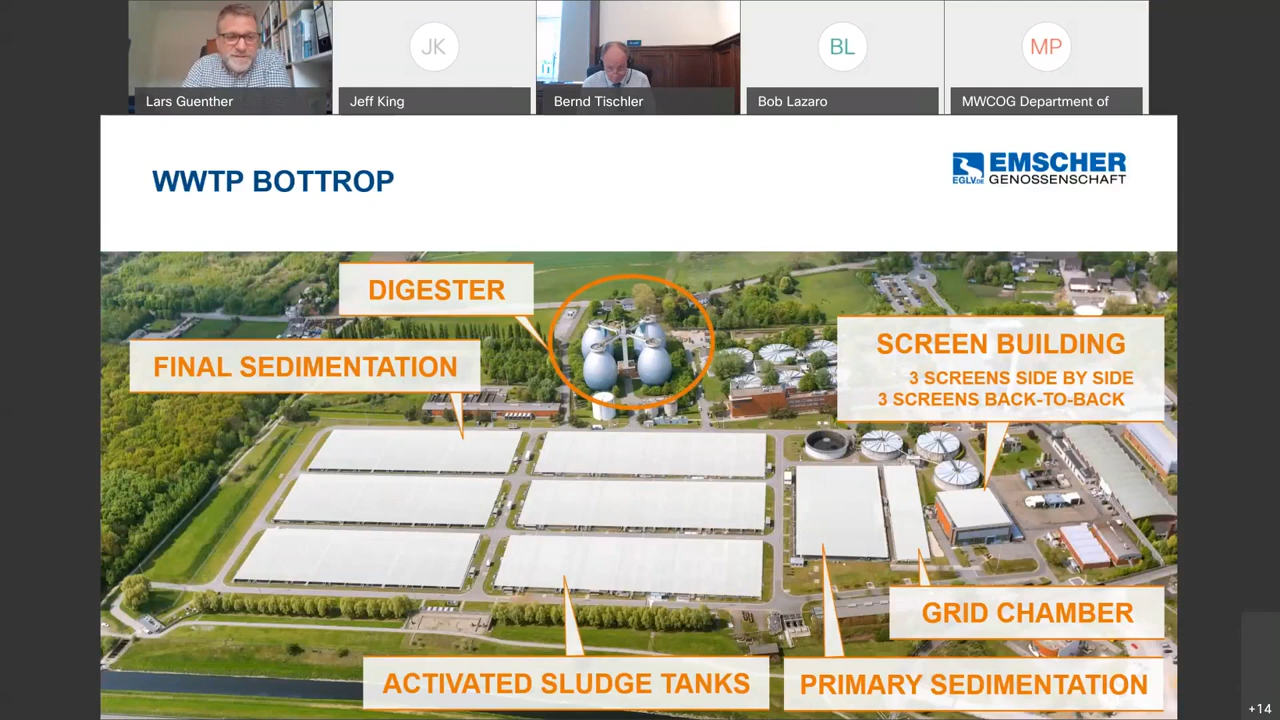 JK
BL
MP
Lars Guenther
Jeff King
Bernd Tischler
Bob Lazaro
MWCOG Department of
WWTP BOTTROP
EMSCHER
EGLV.DE GENOSSENSCHAFT
DIGESTER
FINAL SEDIMENTATION
SCREEN BUILDING
3 SCREENS SIDE BY SIDE
3 SCREENS BACK-TO-BACK
GRID CHAMBER
ACTIVATED SLUDGE TANKS
PRIMARY SEDIMENTATION
+14